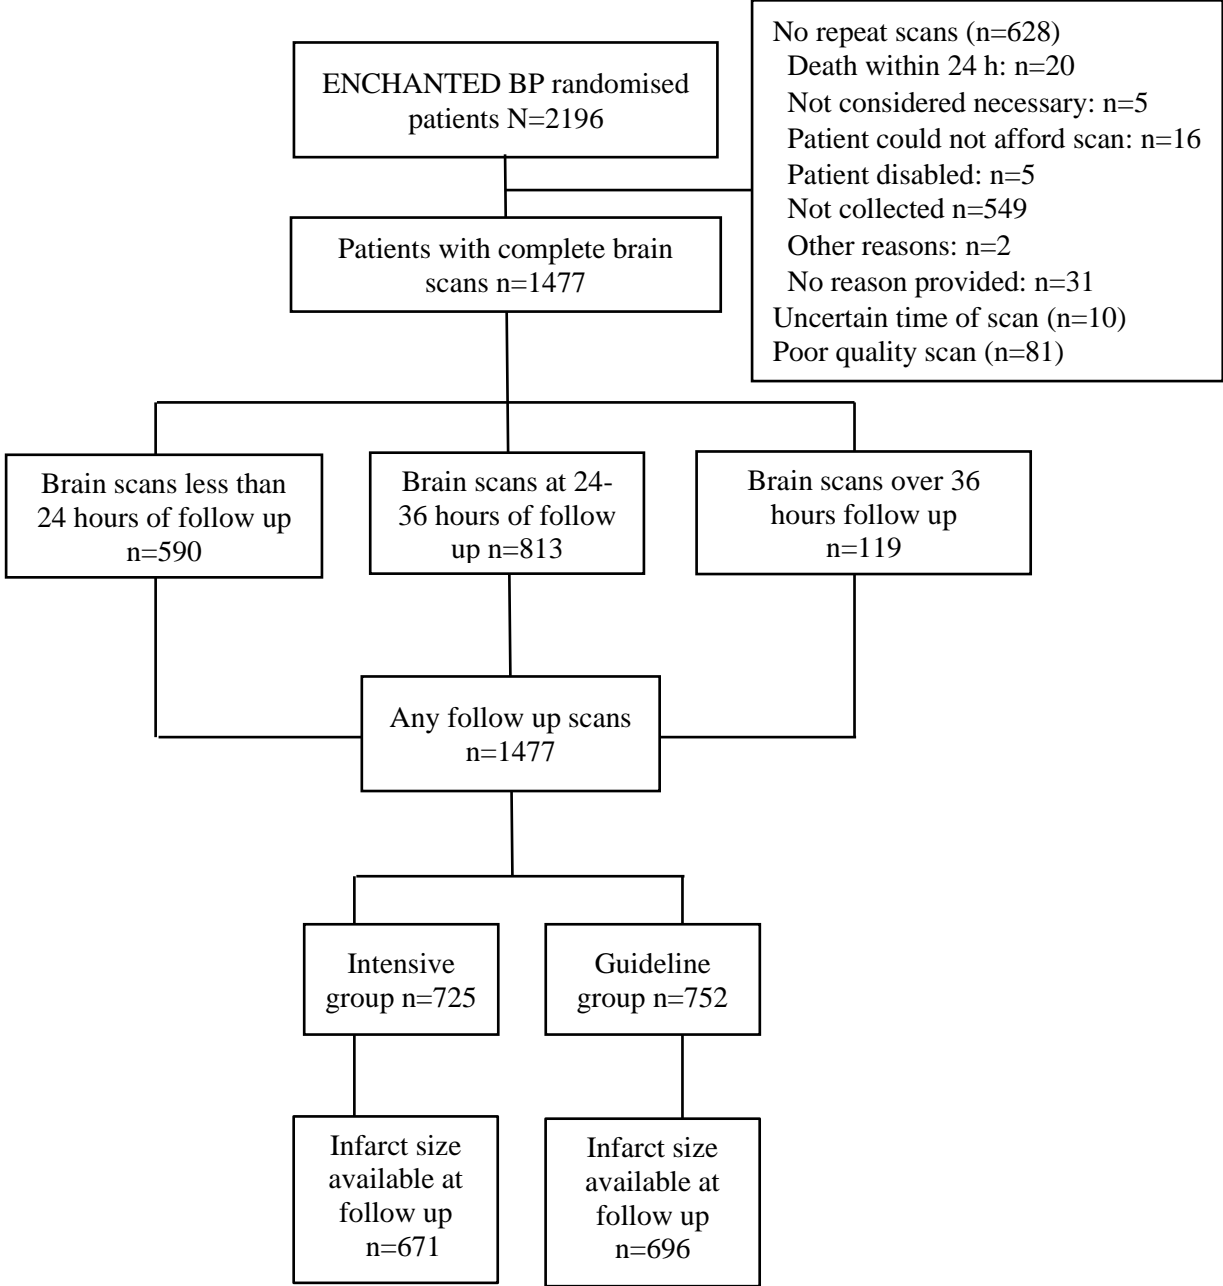 ENCHANTED BP randomised
patients N=2196
No repeat scans (n=628)
Death within 24 h: n=20
Not considered necessary: n=5
Patient could not afford scan: n=16
Patient disabled: n=5
Not collected n=549
Other reasons: n=2
No reason provided: n=31
Uncertain time of scan (n=10)
Poor quality scan (n=81)
Patients with complete brain
scans n=1477
Brain scans less than
24 hours of follow up
n=590
Brain scans at 24-
36 hours of follow
up n=813
Brain scans over 36
hours follow up
n=119
Any follow up scans
n=1477
Intensive
group n=725
Guideline
group n=752
Infarct size
available at
follow up
n=671
Infarct size
available at
follow up
n=696